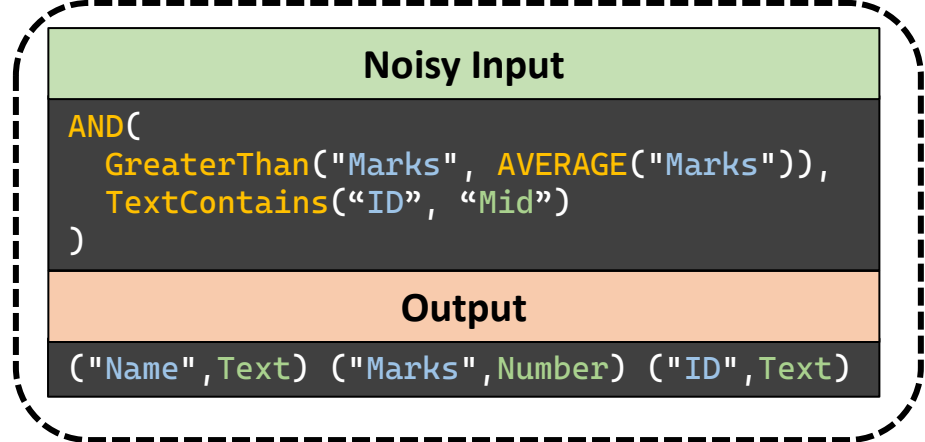 Noisy Input
AND(
  GreaterThan("Marks", AVERAGE("Marks")),
  TextContains(“ID”, “Mid”)
)
Output
("Name",Text) ("Marks",Number) ("ID",Text)